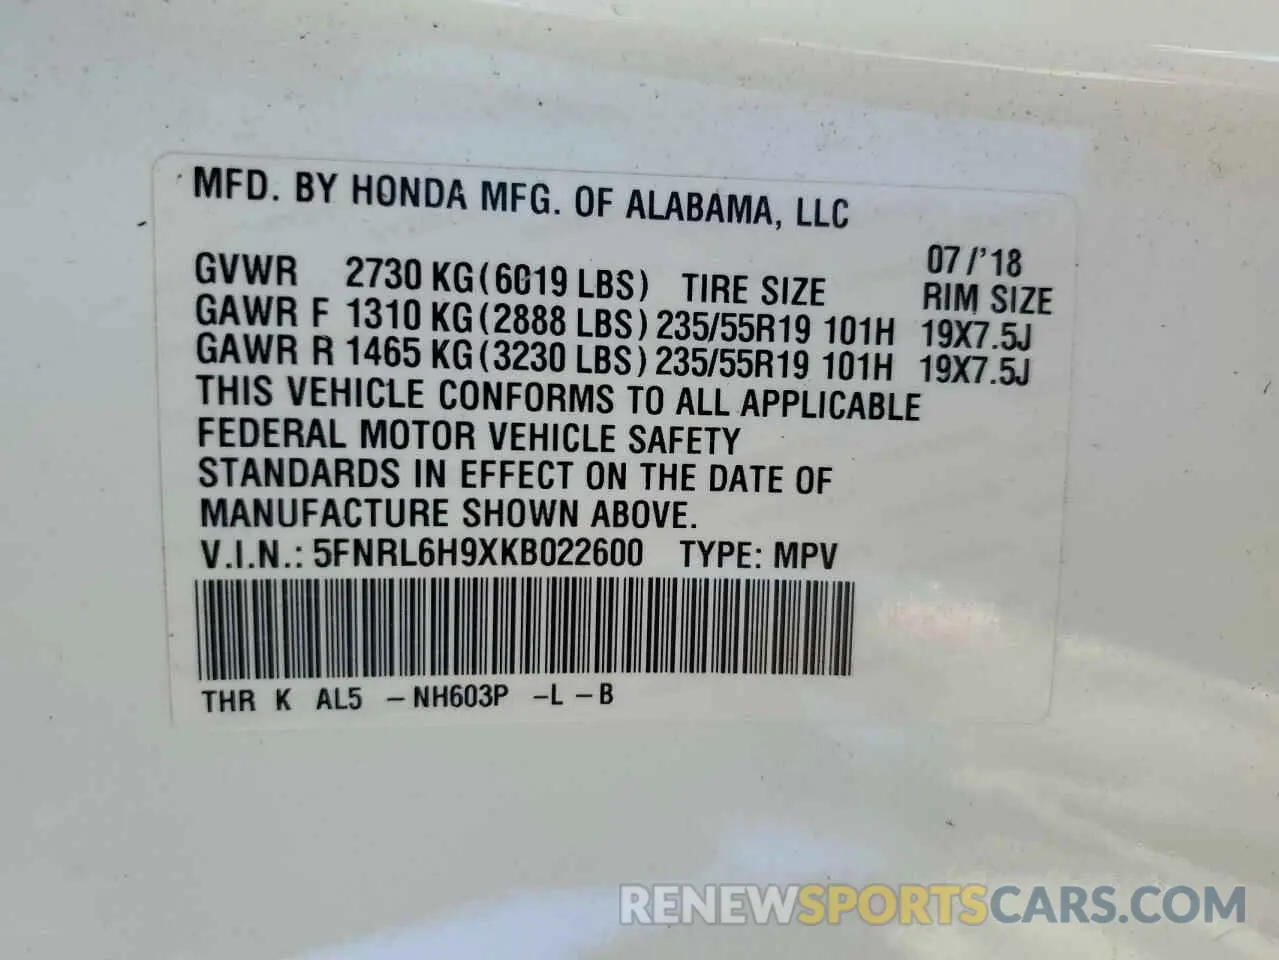 MFD. BY HONDA MFG. OF ALABAMA, LLC
07/'18
GVWR 2730 KG(6019 LBS) TIRE SIZE RIM SIZE
GAWR F 1310 KG(2888 LBS) 235/55R19 101H 19X7.5J
GAWR R 1465 KG(3230 LBS) 235/55R19 101H 19X7.5J
THIS VEHICLE CONFORMS TO ALL APPLICABLE
FEDERAL MOTOR VEHICLE SAFETY
STANDARDS IN EFFECT ON THE DATE OF
MANUFACTURE SHOWN ABOVE.
V.I.N.: 5FNRL6H9XKB022600 TYPE: MPV
THR K AL5 -NH603P -L -B
RENEWSPORTSCARS.COM